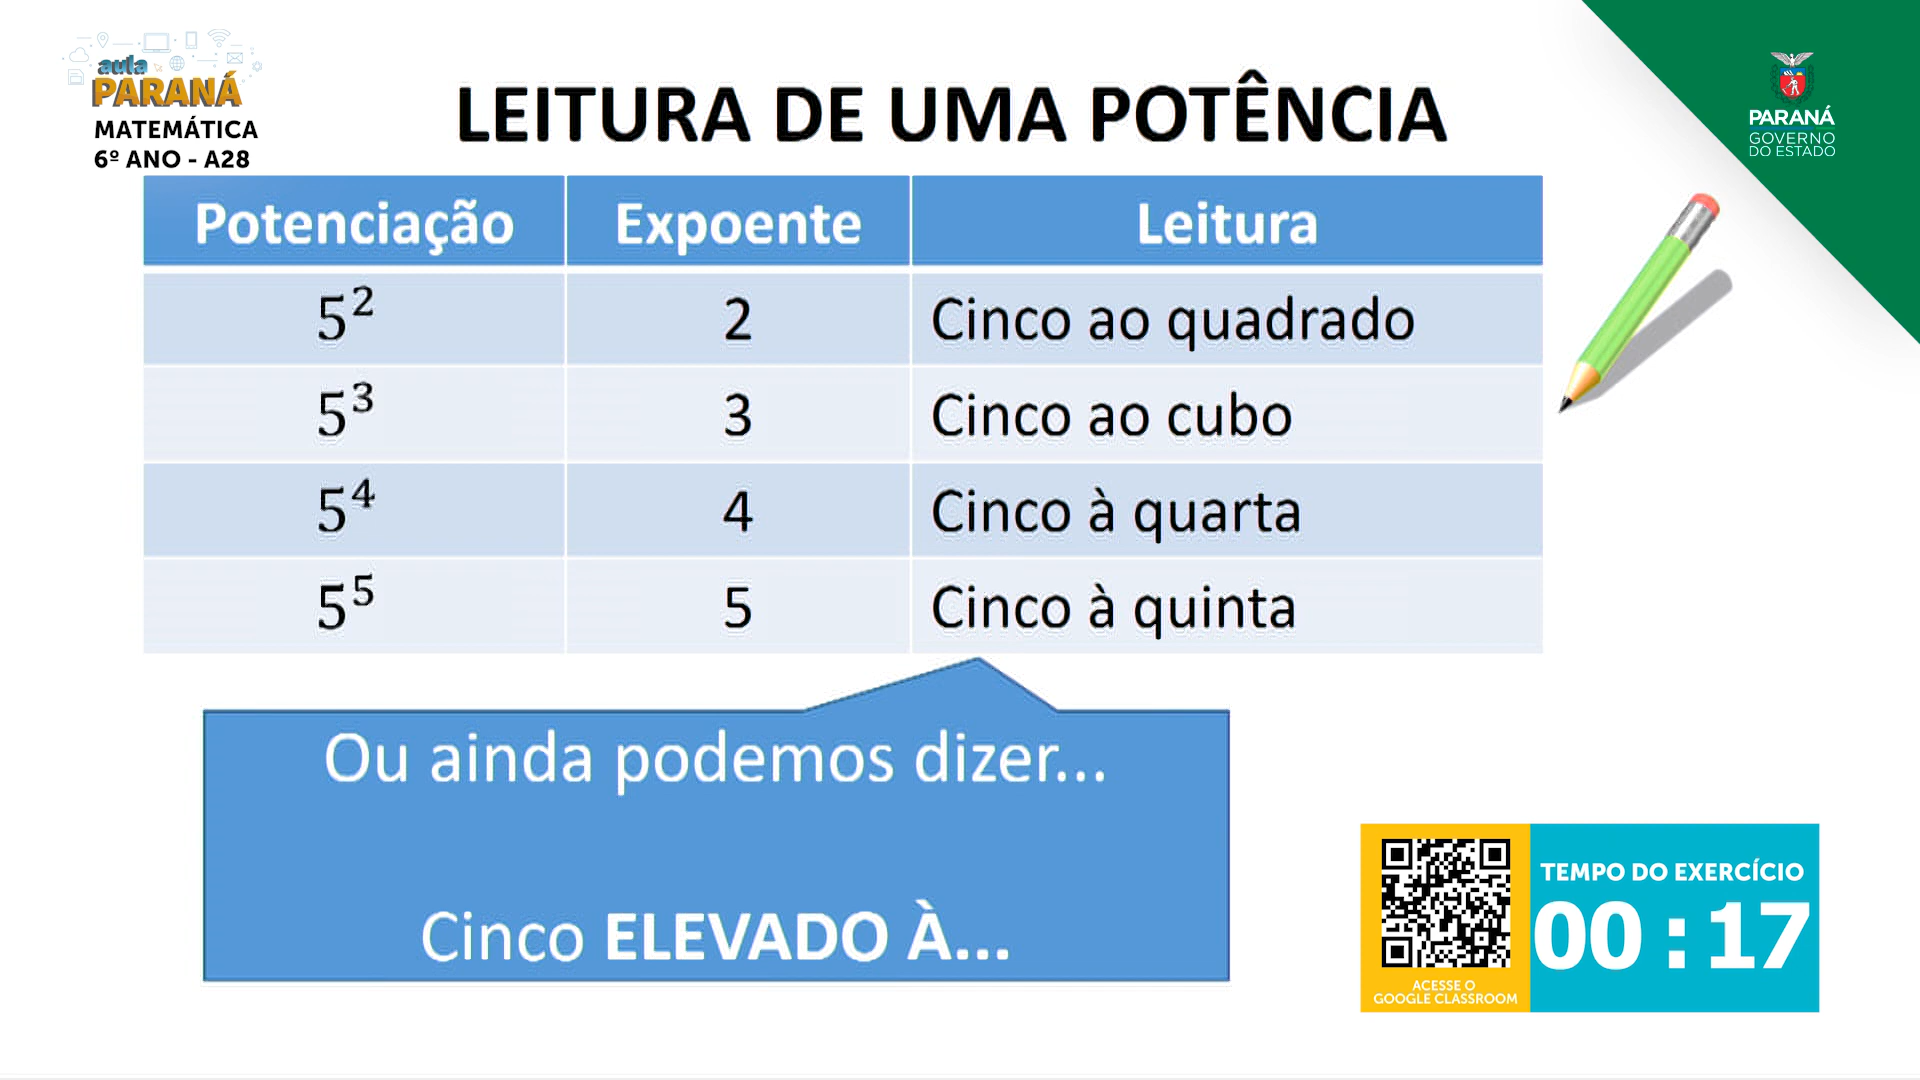 aula
PARANÁ
MATEMÁTICA
6º ANO - A28
LEITURA DE UMA POTÊNCIA
PARANÁ
GOVERNO
DO ESTADO
Potenciação Expoente Leitura
5² 2 Cinco ao quadrado
5³ 3 Cinco ao cubo
5⁴ 4 Cinco à quarta
5⁵ 5 Cinco à quinta
Ou ainda podemos dizer...
Cinco ELEVADO À...
TEMPO DO EXERCÍCIO
00 : 17
ACESSE O
GOOGLE CLASSROOM